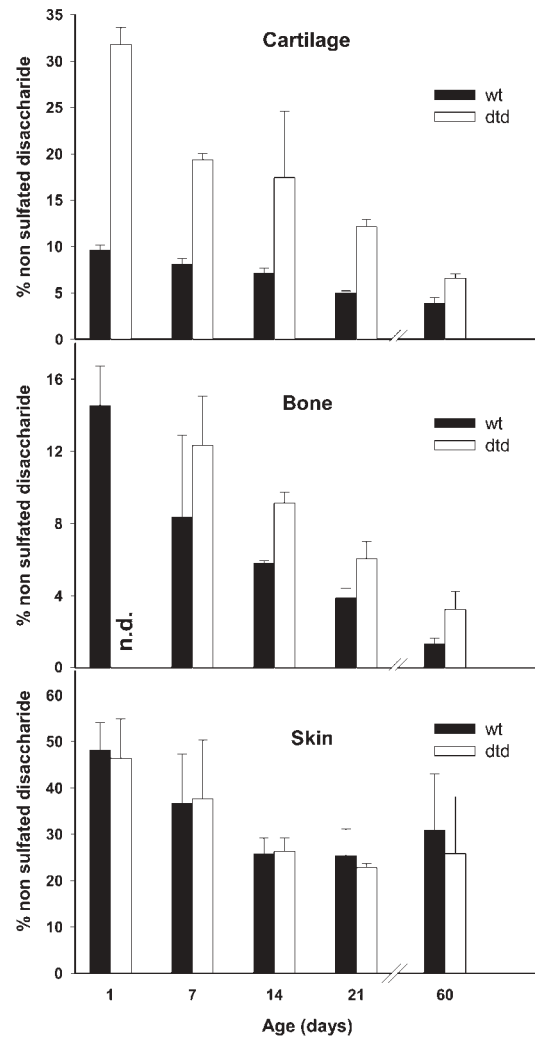 35
30
25
20
15
10
5
0
% non sulfated disaccharide
Cartilage
wt
dtd
16
12
8
4
0
% non sulfated disaccharide
Bone
wt
dtd
n.d.
60
50
40
30
20
10
0
% non sulfated disaccharide
Skin
wt
dtd
1 7 14 21 60
Age (days)